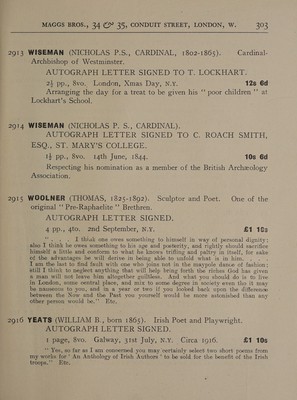 MAGGS BROS., 34 & 35, CONDUIT STREET, LONDON, W. 303
2913 WISEMAN (NICHOLAS P.S., CARDINAL, 1802-1865). Cardinal-
Archbishop of Westminster.
AUTOGRAPH LETTER SIGNED TO T. LOCKHART.
2½ pp., 8vo. London, Xmas Day, N.Y. 12s 6d
Arranging the day for a treat to be given his “ poor children ” at
Lockhart's School.
2914 WISEMAN (NICHOLAS P. S., CARDINAL).
AUTOGRAPH LETTER SIGNED TO C. ROACH SMITH,
ESQ., ST. MARY'S COLLEGE.
1½ pp., 8vo. 14th June, 1844. 10s 6d
Respecting his nomination as a member of the British Archæology
Association.
2915 WOOLNER (THOMAS, 1825-1892). Sculptor and Poet. One of the
original “ Pre-Raphaelite ” Brethren.
AUTOGRAPH LETTER SIGNED.
4 pp., 4to. 2nd September, N.Y. £1 10s
“ . . . I think one owes something to himself in way of personal dignity;
also I think he owes something to his age and posterity, and rightly should sacrifice
himself a little and conform to what he knows trifling and paltry in itself, for sake
of the advantages he will derive in being able to unfold what is in him. . . .
I am the last to find fault with one who joins not in the maypole dance of fashion;
still I think to neglect anything that will help bring forth the riches God has given
a man will not leave him altogether guiltless. And what you should do is to live
in London, some central place, and mix to some degree in society even tho it may
be nauseous to you, and in a year or two if you looked back upon the difference
between the Now and the Past you yourself would be more astonished than any
other person would be.” Etc.
2916 YEATS (WILLIAM B., born 1865). Irish Poet and Playwright.
AUTOGRAPH LETTER SIGNED.
1 page, 8vo. Galway, 31st July, N.Y. Circa 1916. £1 10s
“ Yes, so far as I am concerned you may certainly select two short poems from
my works for ‘ An Anthology of Irish Authors ’ to be sold for the benefit of the Irish
troops.” Etc.